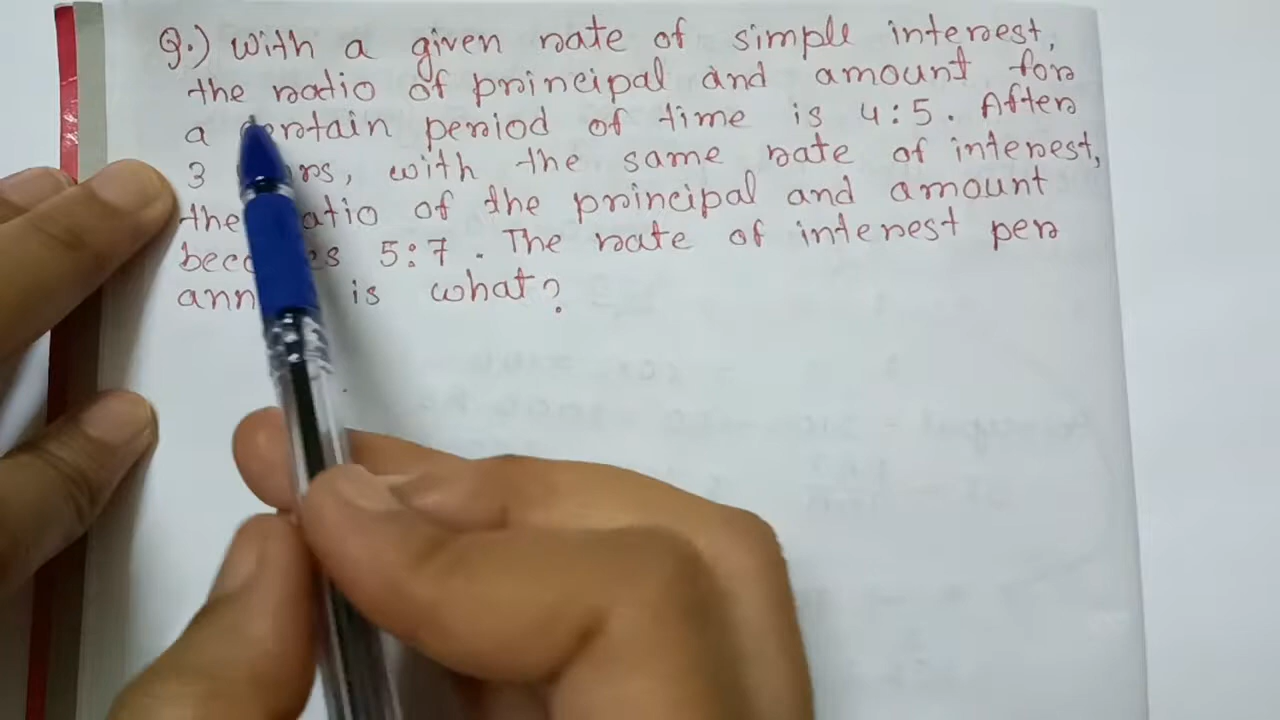 Q.) With a given rate of simple interest,
the ratio of principal and amount for
a certain period of time is 4:5. After
3, with the same rate of interest,
the ratio of the principal and amount
becomes 5:7. The rate of interest per
is what?